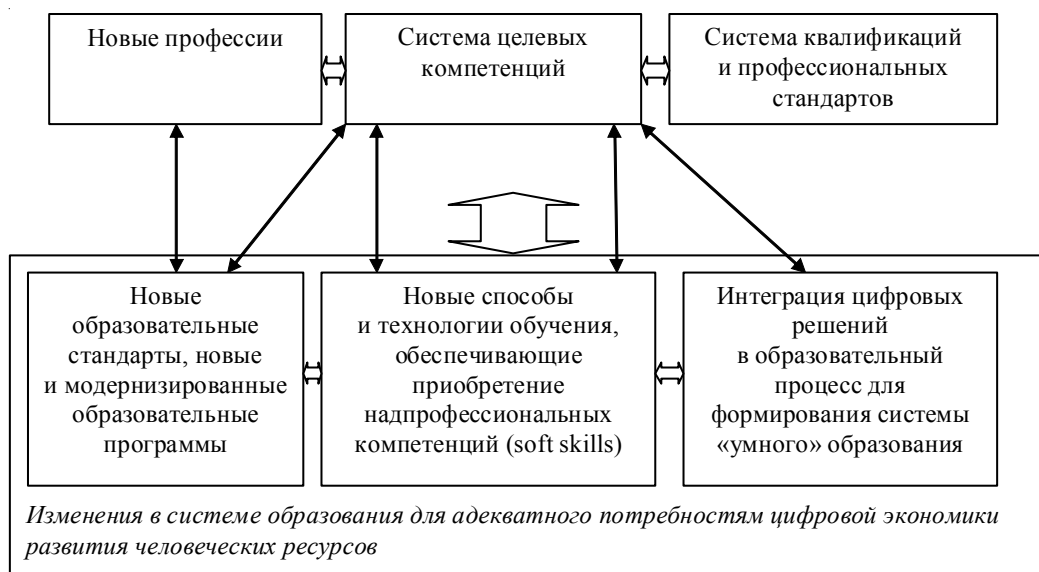 Новые профессии
Система целевых
компетенций
Система квалификаций
и профессиональных
стандартов
Новые
образовательные
стандарты, новые
и модернизированные
образовательные
программы
Новые способы
и технологии обучения,
обеспечивающие
приобретение
надпрофессиональных
компетенций (soft skills)
Интеграция цифровых
решений
в образовательный
процесс для
формирования системы
«умного» образования
Изменения в системе образования для адекватного потребностям цифровой экономики
развития человеческих ресурсов